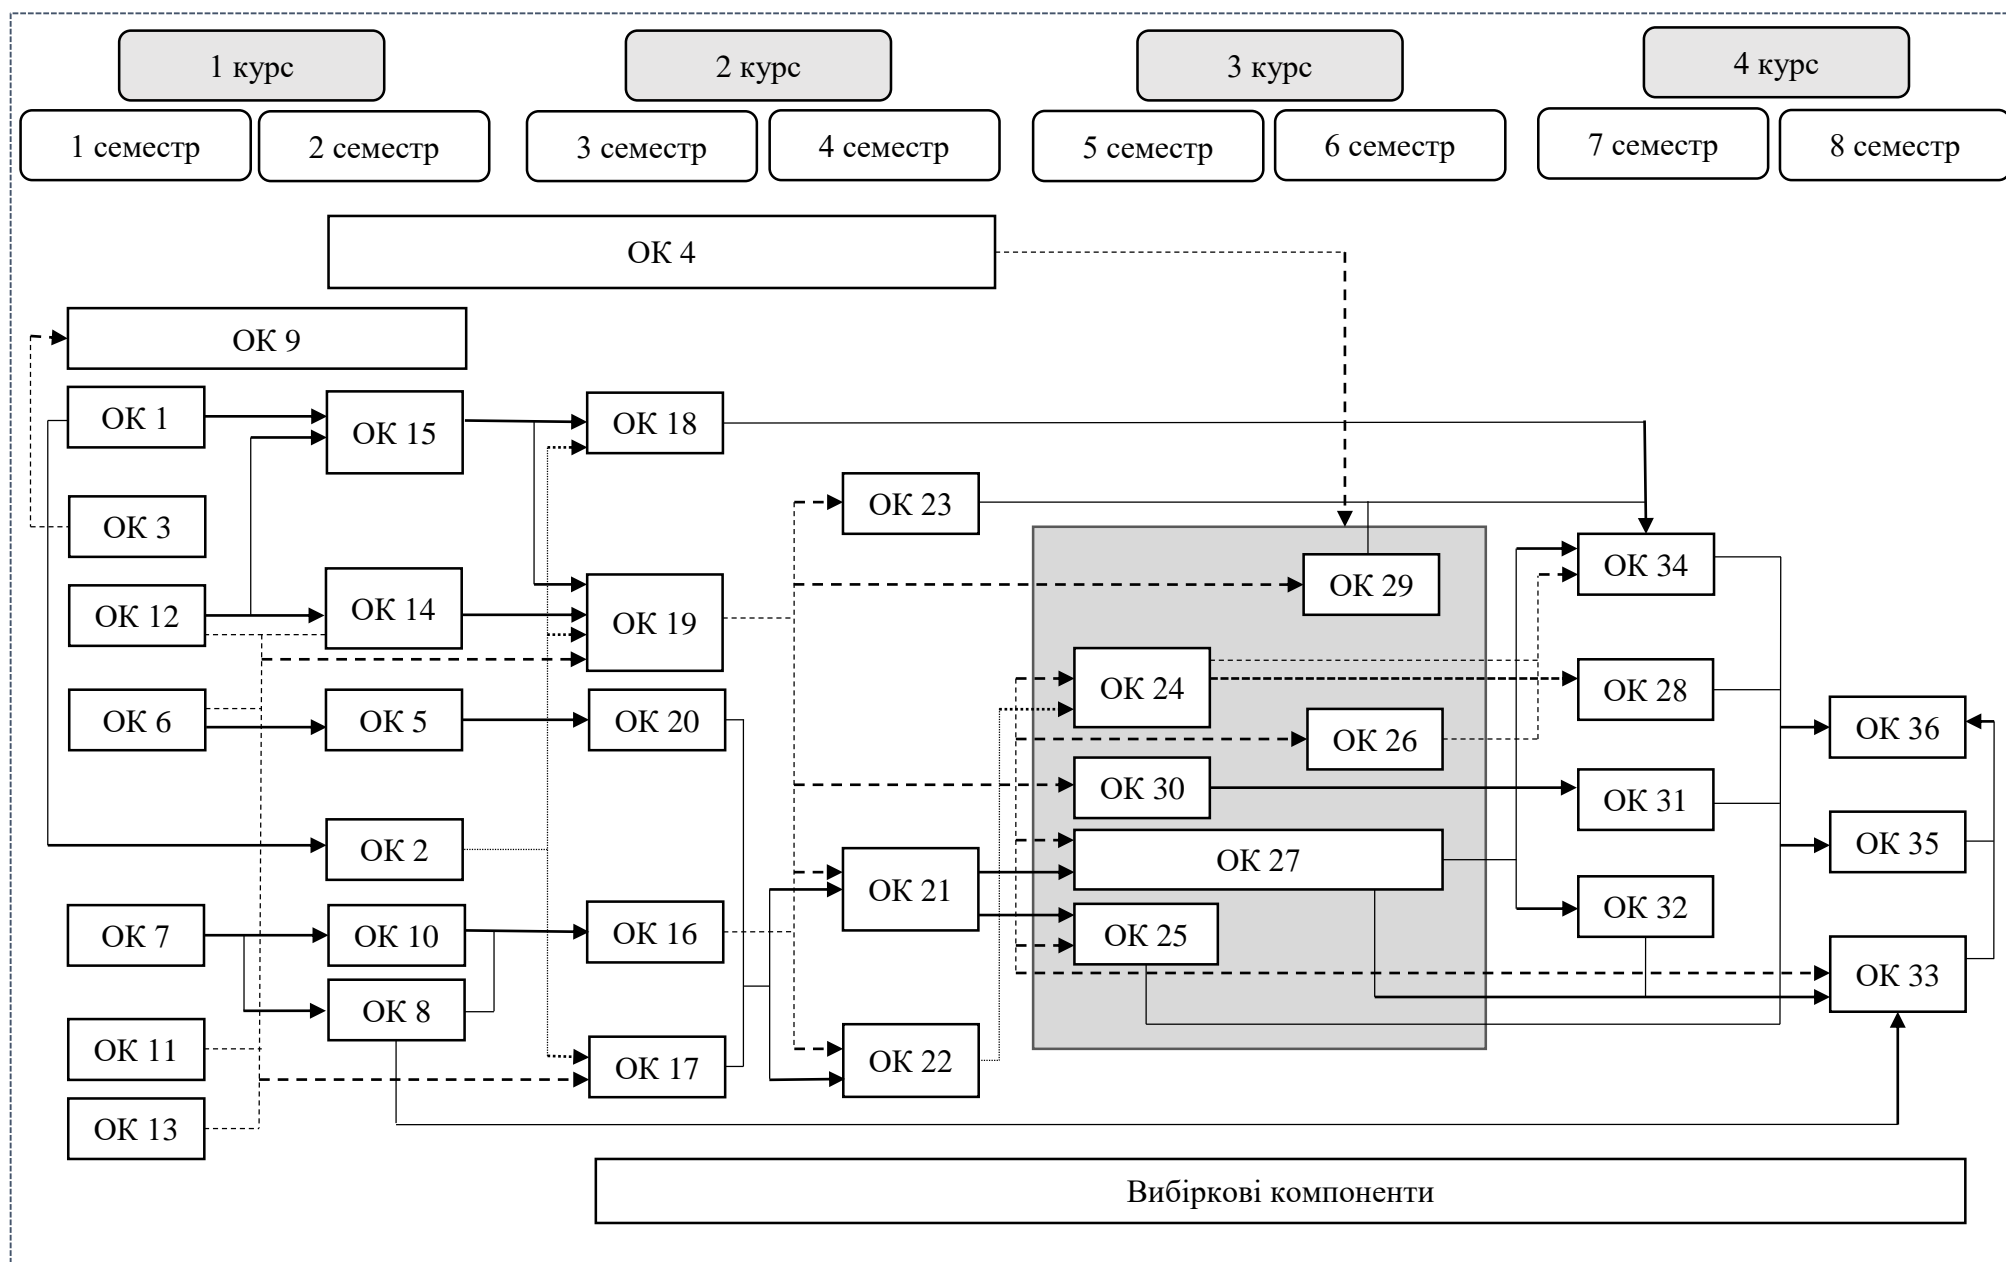 1 курс
2 курс
3 курс
4 курс
1 семестр
2 семестр
3 семестр
4 семестр
5 семестр
6 семестр
7 семестр
8 семестр
ОК 4
ОК 9
ОК 1
ОК 15
ОК 18
ОК 23
ОК 3
ОК 29
ОК 34
ОК 12
ОК 14
ОК 19
ОК 24
ОК 28
ОК 6
ОК 5
ОК 20
ОК 26
ОК 36
ОК 30
ОК 31
ОК 2
ОК 27
ОК 35
ОК 21
ОК 32
ОК 7
ОК 10
ОК 16
ОК 25
ОК 33
ОК 8
ОК 11
ОК 17
ОК 22
ОК 13
Вибіркові компоненти